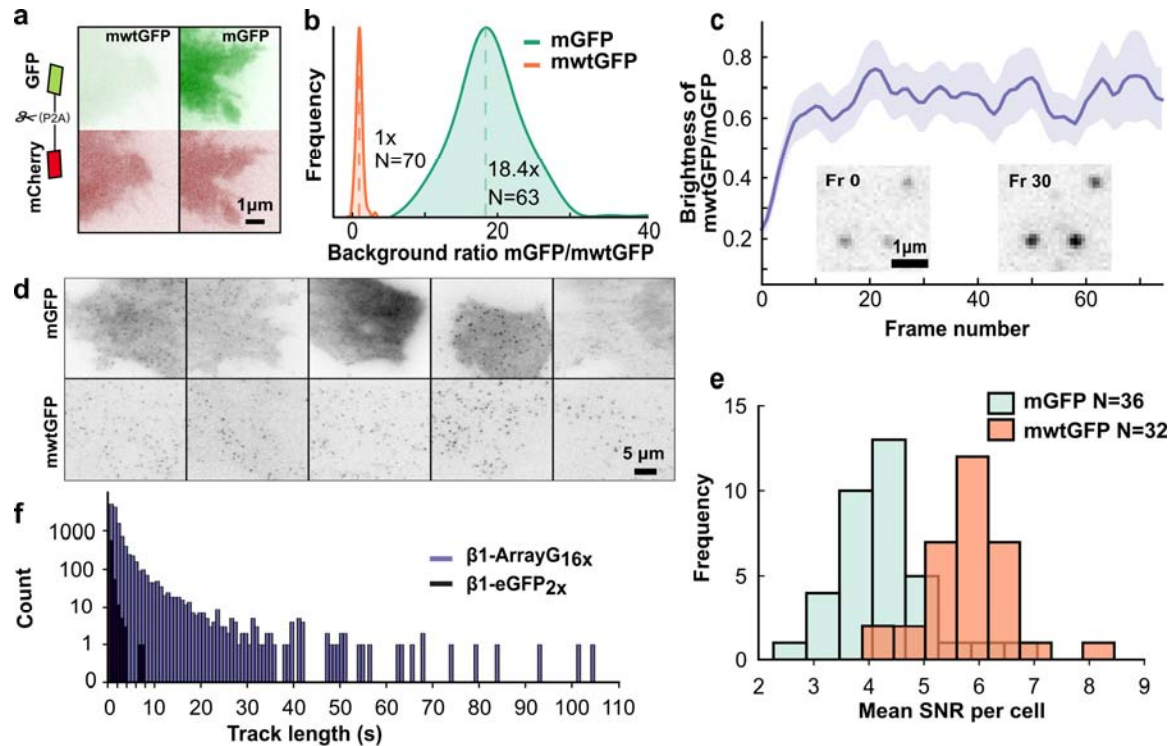 a
mwtGFP
mGFP
GFP
(P2A)
mCherry
1µm
b
mGFP
mwtGFP
Frequency
1x
N=70
18.4x
N=63
0
20
40
Background ratio mGFP/mwtGFP
c
Brightness of
mwtGFP/mGFP
0.8
0.6
0.4
0.2
Fr 0
Fr 30
1µm
0
20
40
60
Frame number
d
mGFP
mwtGFP
5 µm
e
mGFP N=36
mwtGFP N=32
Frequency
15
10
5
0
2
3
4
5
6
7
8
9
Mean SNR per cell
f
Count
1000
100
10
1
0
β1-ArrayG16x
β1-eGFP2x
0
10
20
30
40
50
60
70
80
90
100
110
Track length (s)